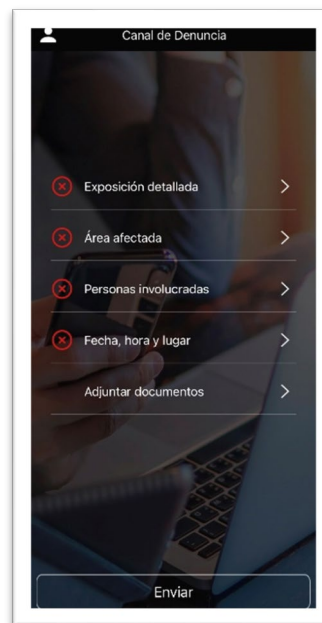 Canal de Denuncia
Exposición detallada
Área afectada
Personas involucradas
Fecha, hora y lugar
Adjuntar documentos
Enviar